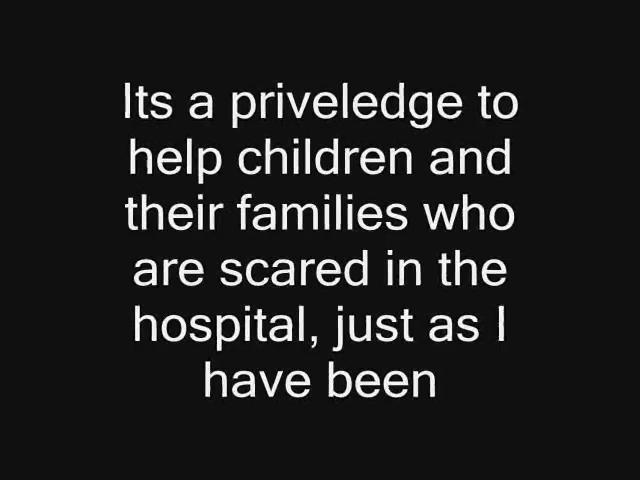 Its a priveledge to
help children and
their families who
are scared in the
hospital, just as I
have been